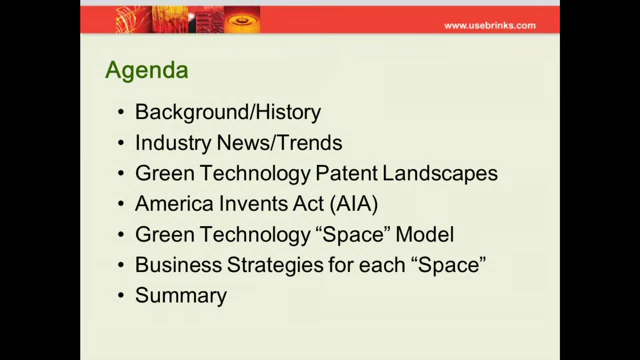 www.usebrinks.com
Agenda
• Background/History
• Industry News/Trends
• Green Technology Patent Landscapes
• America Invents Act (AIA)
• Green Technology “Space” Model
• Business Strategies for each “Space”
• Summary